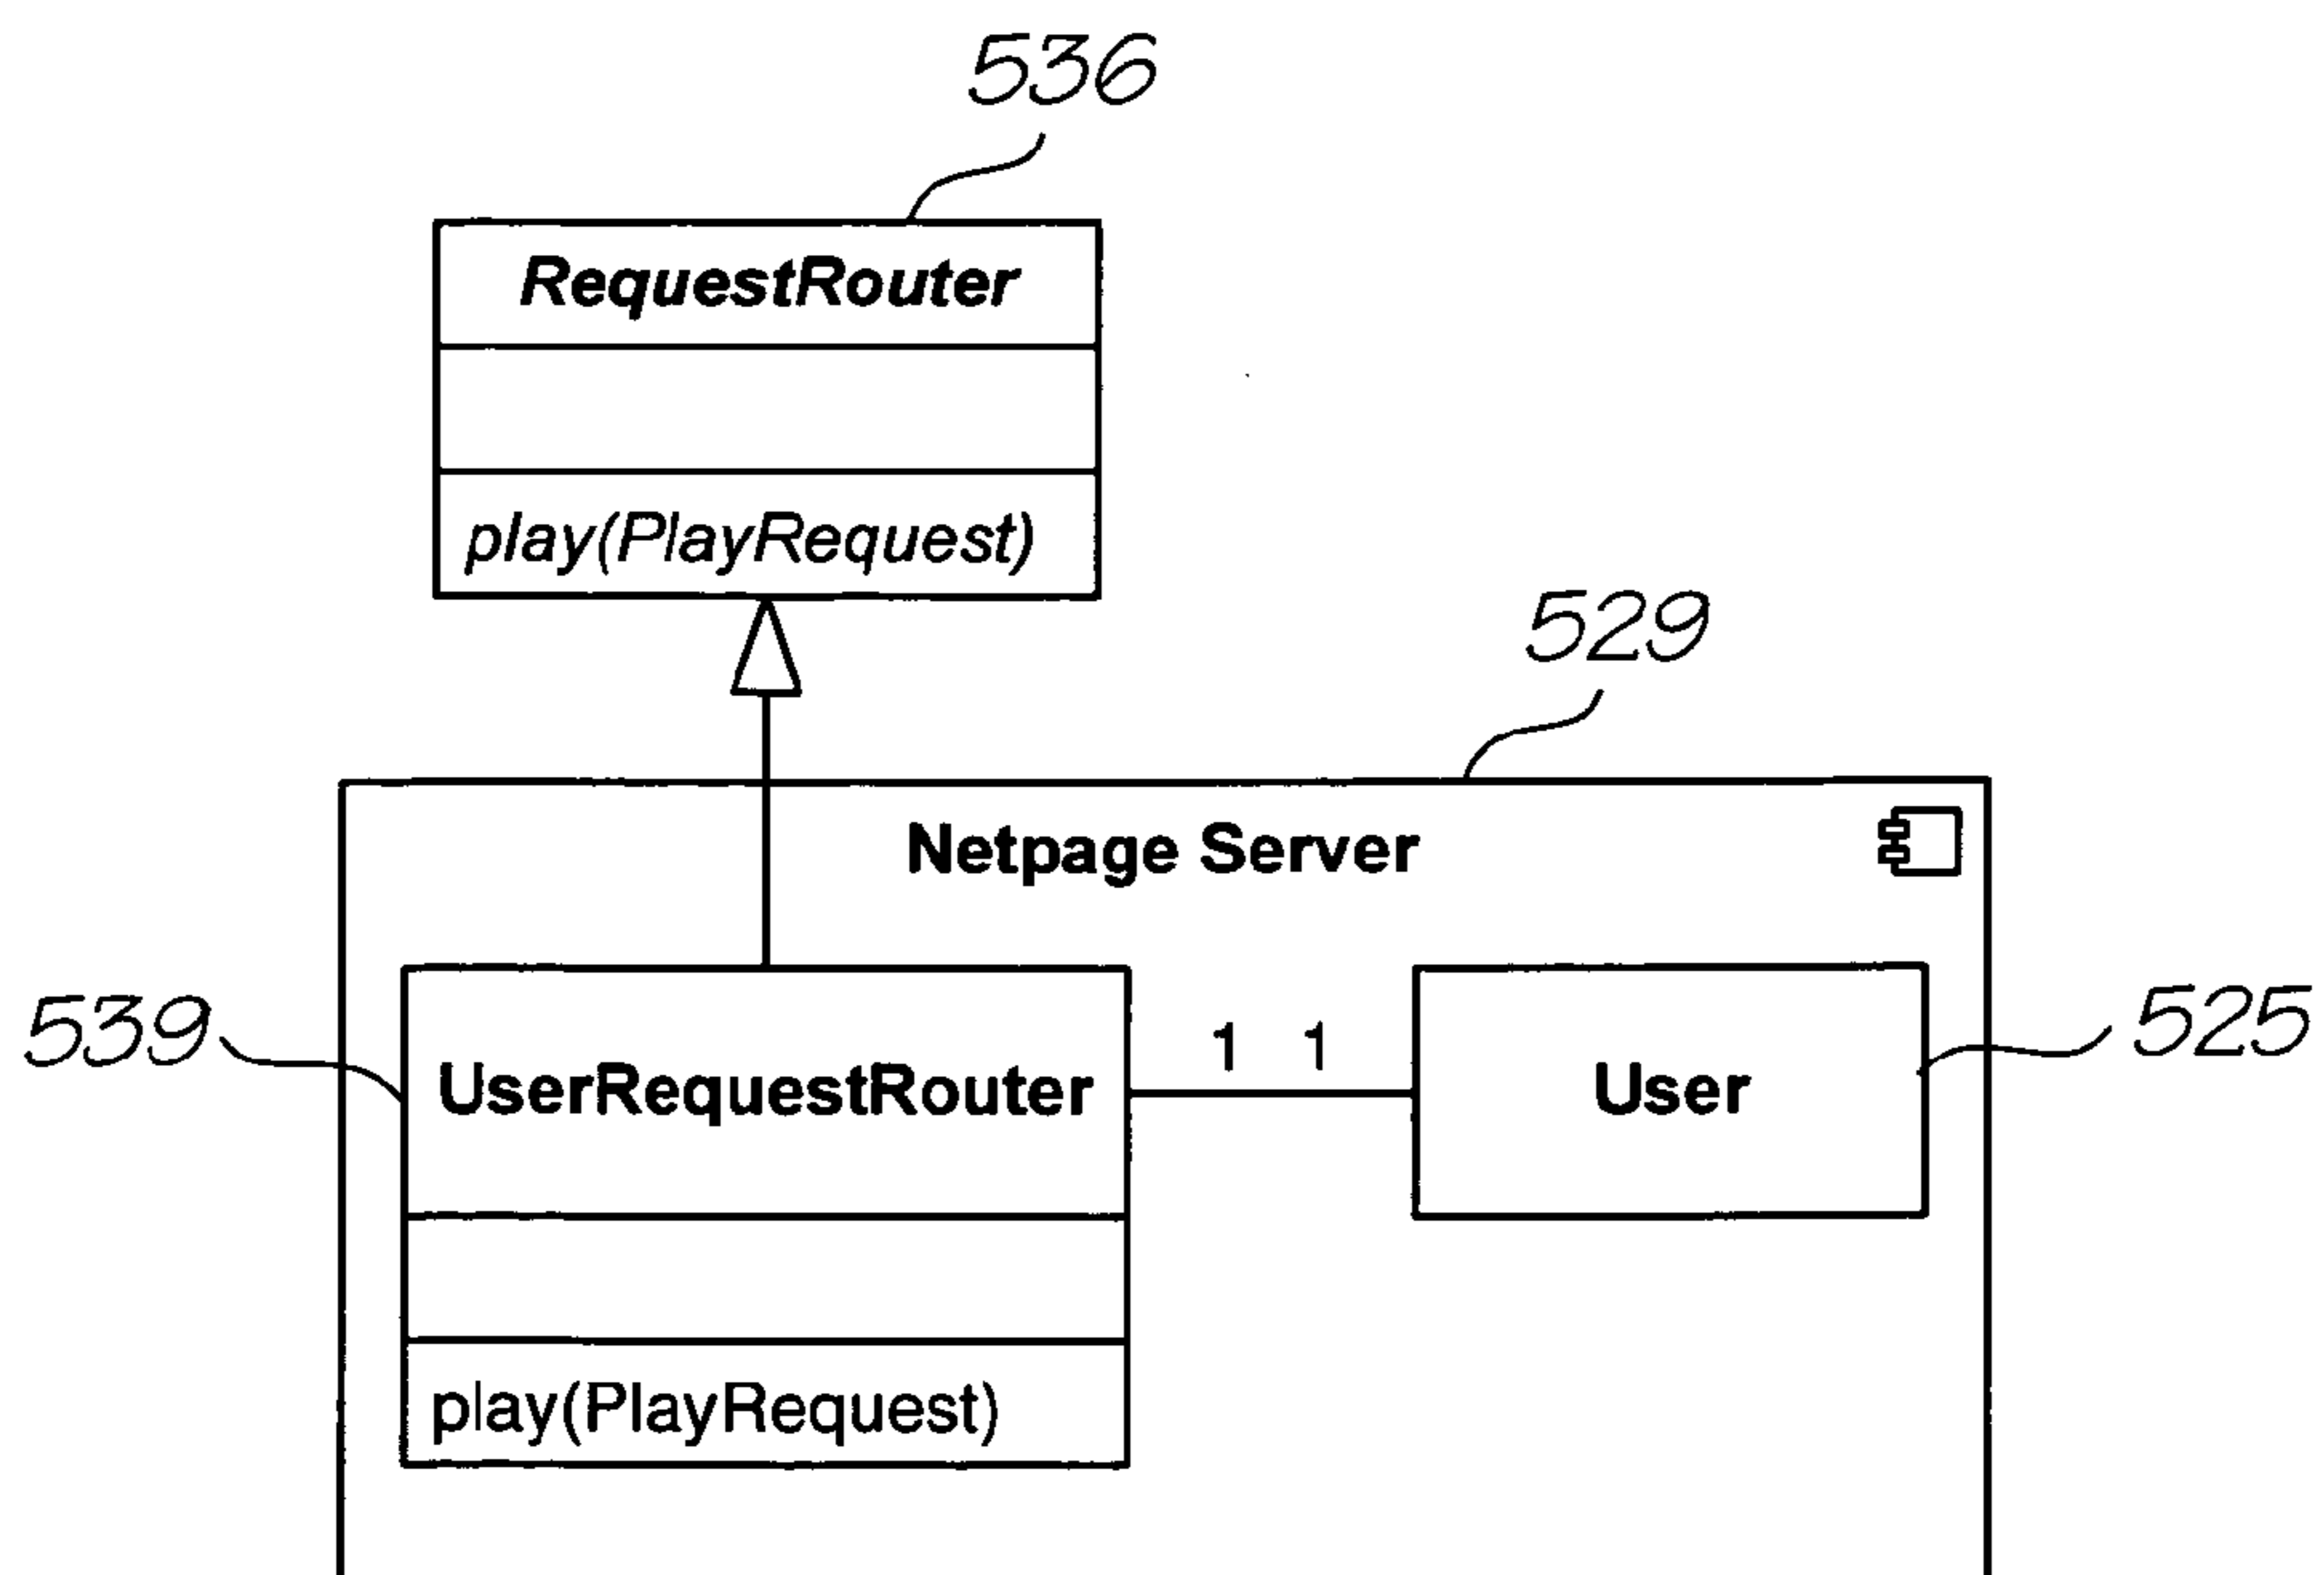 536
RequestRouter
play(PlayRequest)
529
Netpage Server
539
UserRequestRouter
1 1
User
525
play(PlayRequest)